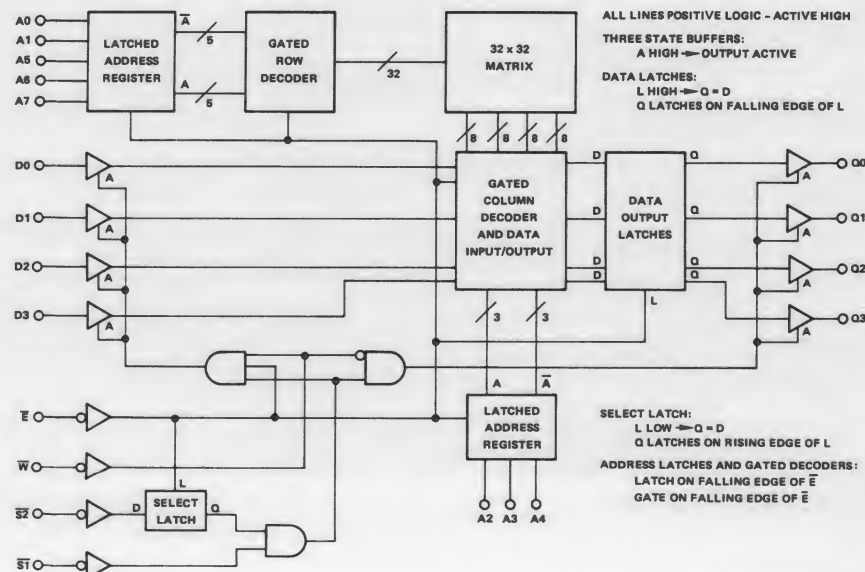 A0
A1
A5
A6
A7
LATCHED
ADDRESS
REGISTER
A̅
5
A
5
GATED
ROW
DECODER
32
32 x 32
MATRIX
8 8 8 8
ALL LINES POSITIVE LOGIC – ACTIVE HIGH
THREE STATE BUFFERS:
A HIGH → OUTPUT ACTIVE
DATA LATCHES:
L HIGH → Q = D
Q LATCHES ON FALLING EDGE OF L
D0
A
D1
A
D2
A
D3
A
GATED
COLUMN
DECODER
AND DATA
INPUT/OUTPUT
D
D
D
D
DATA
OUTPUT
LATCHES
L
Q
Q
Q
Q
A
Q0
A
Q1
A
Q2
A
Q3
3
3
A
A̅
LATCHED
ADDRESS
REGISTER
A2 A3 A4
E̅
W̅
S̅2̅
D
L
SELECT
LATCH
Q
S̅1̅
SELECT LATCH:
L LOW → Q = D
Q LATCHES ON RISING EDGE OF L
ADDRESS LATCHES AND GATED DECODERS:
LATCH ON FALLING EDGE OF E̅
GATE ON FALLING EDGE OF E̅